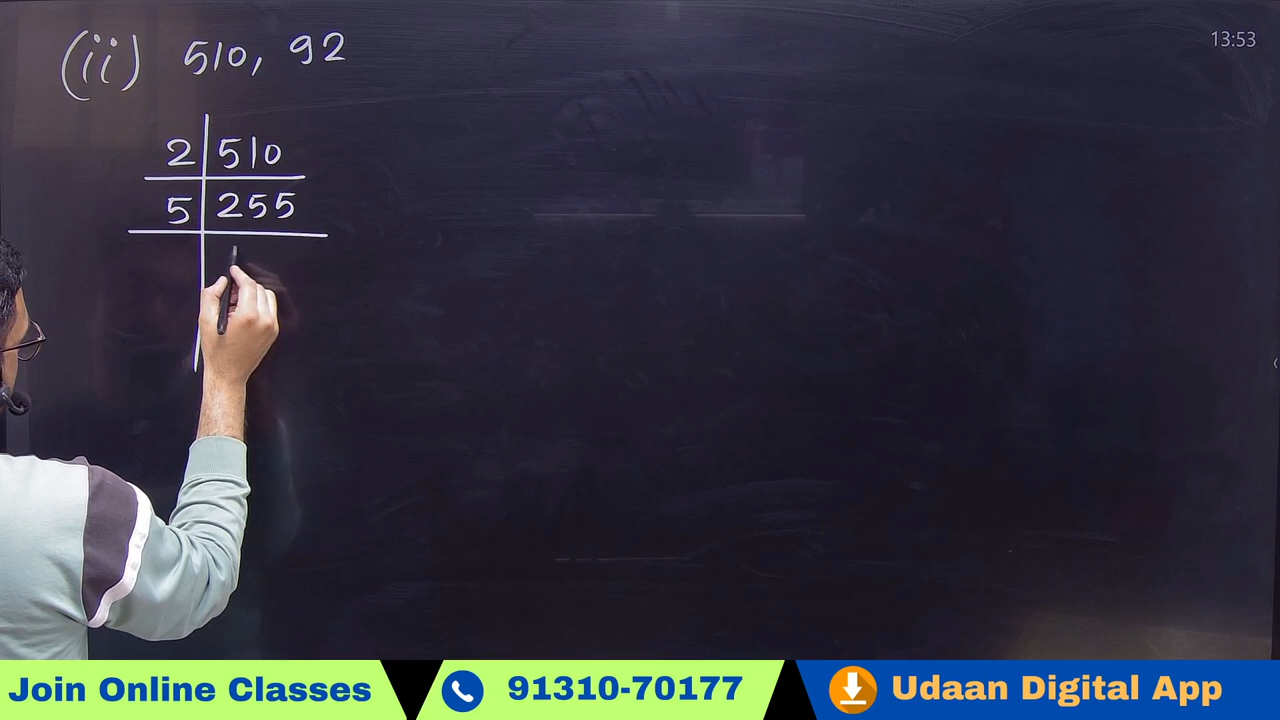 (ii) 510, 92
13:53
2 510
5 255
Join Online Classes
91310-70177
Udaan Digital App